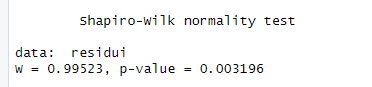 Shapiro-Wilk normality test
data: residui
W = 0.99523, p-value = 0.003196